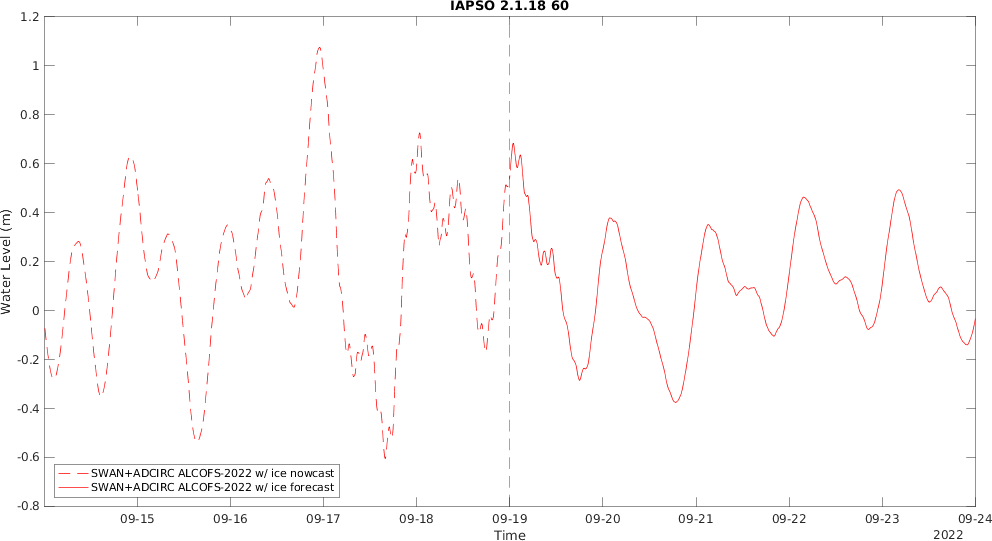 IAPSO 2.1.18 60
1.2
1
0.8
0.6
0.4
0.2
0
-0.2
-0.4
-0.6
-0.8
Water Level (m)
SWAN+ADCIRC ALCOFS-2022 w/ ice nowcast
SWAN+ADCIRC ALCOFS-2022 w/ ice forecast
09-15 09-16 09-17 09-18 09-19 09-20 09-21 09-22 09-23 09-24
Time
2022